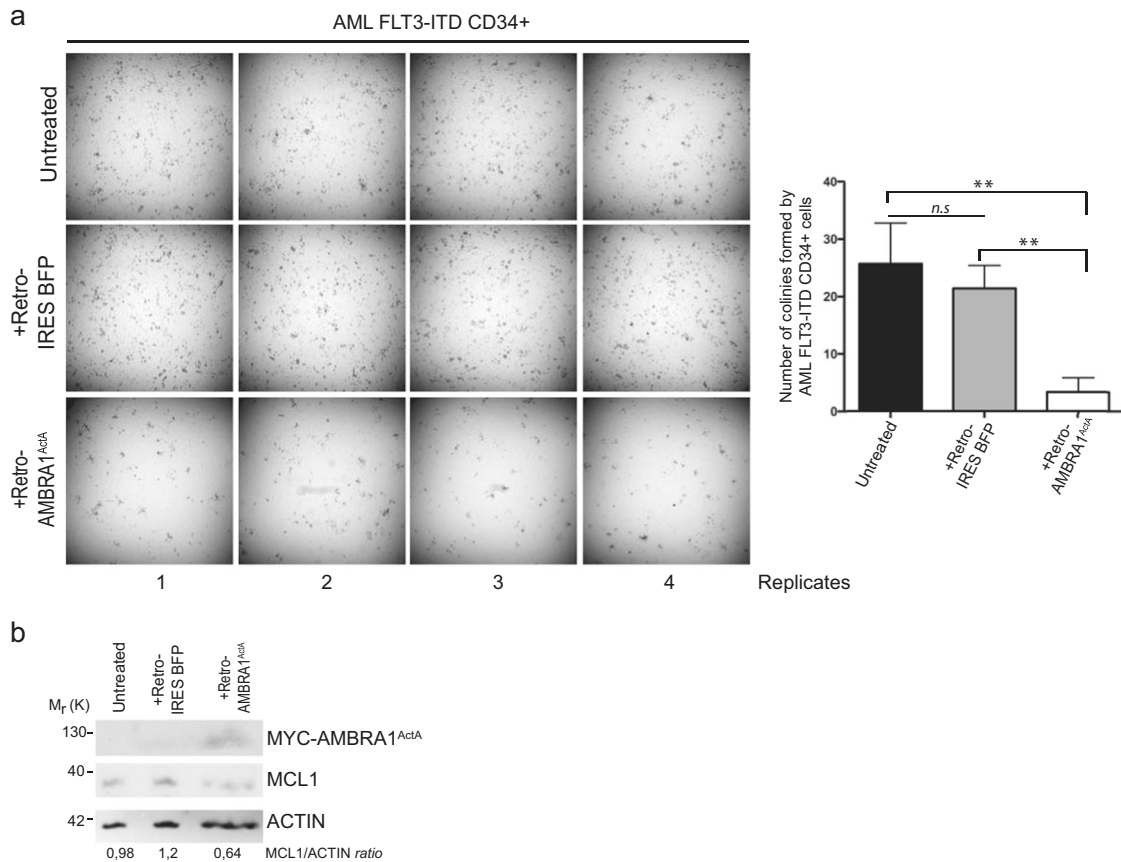 a
AML FLT3-ITD CD34+
Untreated
+Retro-
IRES BFP
+Retro-
AMBRA1ActA
1 2 3 4 Replicates
Number of colinies formed by
AML FLT3-ITD CD34+ cells
40
30
20
10
0
**
n.s
**
Untreated
+Retro-
IRES BFP
+Retro-
AMBRA1ActA
b
Untreated
+Retro-
IRES BFP
+Retro-
AMBRA1ActA
Mr (K)
130
MYC-AMBRA1ActA
40
MCL1
42
ACTIN
0,98 1,2 0,64 MCL1/ACTIN ratio